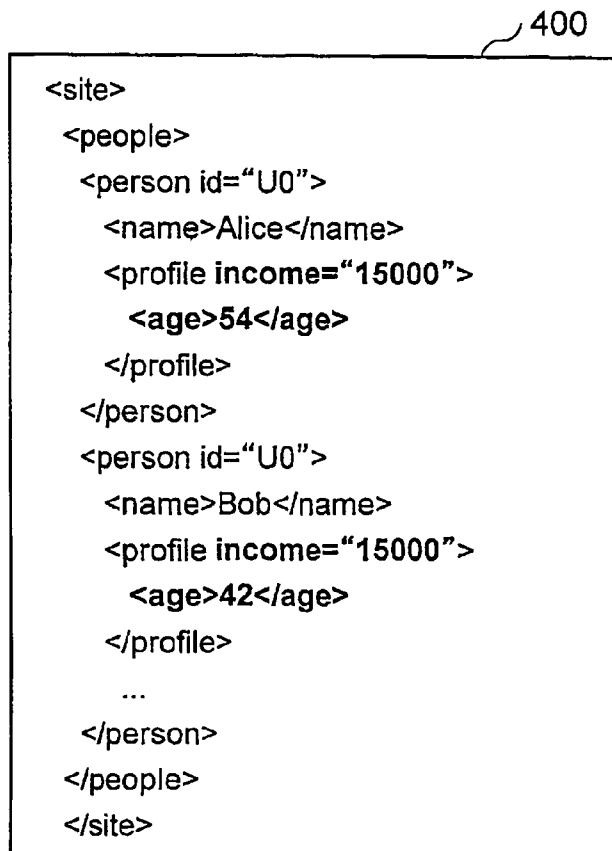 400
<site>
<people>
<person id=“U0”>
<name>Alice</name>
<profile income=“15000”>
<age>54</age>
</profile>
</person>
<person id=“U0”>
<name>Bob</name>
<profile income=“15000”>
<age>42</age>
</profile>
...
</person>
</people>
</site>